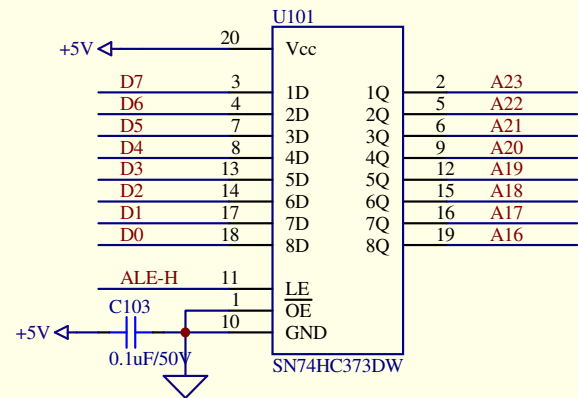 U101
+5V 20 Vcc
D7 3 1D 1Q 2 A23
D6 4 2D 2Q 5 A22
D5 7 3D 3Q 6 A21
D4 8 4D 4Q 9 A20
D3 13 5D 5Q 12 A19
D2 14 6D 6Q 15 A18
D1 17 7D 7Q 16 A17
D0 18 8D 8Q 19 A16
ALE-H 11 LE
C103 1 OE
+5V 10 GND
0.1uF/50V
SN74HC373DW